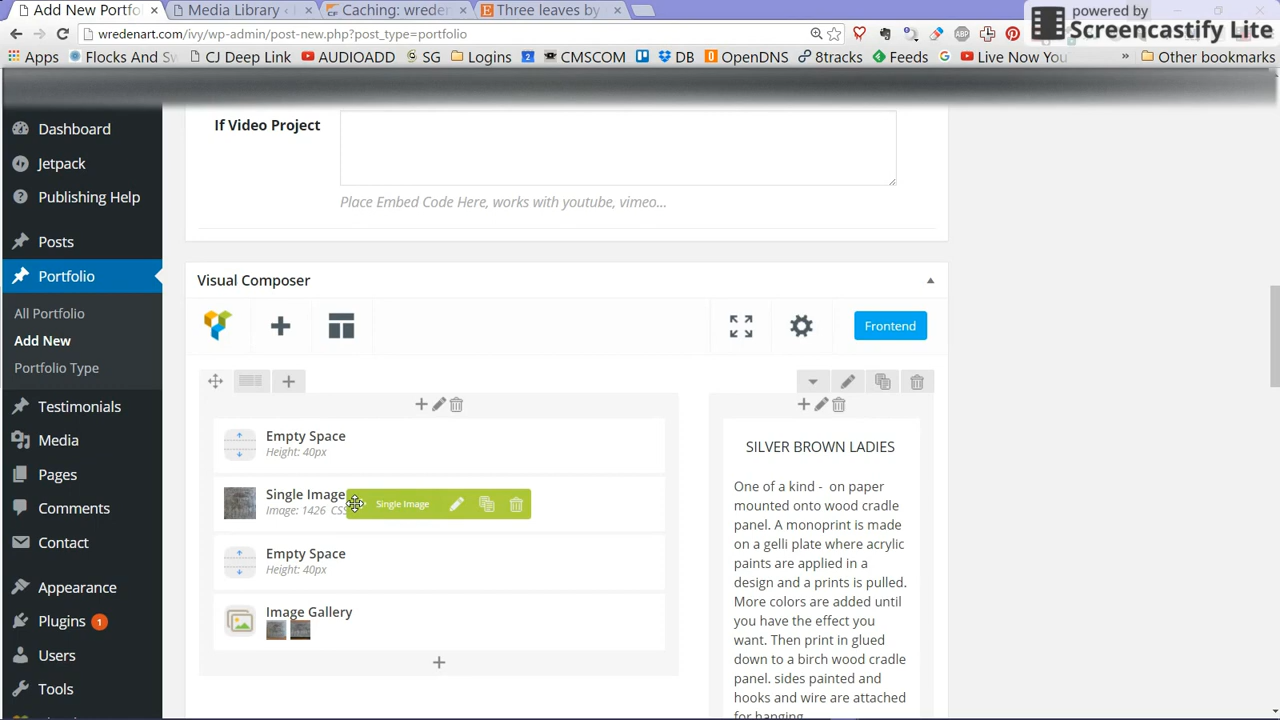 Add New Portfo
Media Library ‹
Caching: wreden
Three leaves by
powered by
Screencastify Lite
wredenart.com/ivy/wp-admin/post-new.php?post_type=portfolio
Apps
Flocks And Sw
CJ Deep Link
AUDIOADD
SG
Logins
CMSCOM
DB
OpenDNS
8tracks
Feeds
Live Now You
»
Other bookmarks
Dashboard
Jetpack
Publishing Help
Posts
Portfolio
All Portfolio
Add New
Portfolio Type
Testimonials
Media
Pages
Comments
Contact
Appearance
Plugins 1
Users
Tools
If Video Project
Place Embed Code Here, works with youtube, vimeo...
Visual Composer
Frontend
Empty Space
Height: 40px
Single Image
Image: 1426 CSS
Single Image
Empty Space
Height: 40px
Image Gallery
SILVER BROWN LADIES
One of a kind - on paper
mounted onto wood cradle
panel. A monoprint is made
on a gelli plate where acrylic
paints are applied in a
design and a prints is pulled.
More colors are added until
you have the effect you
want. Then print in glued
down to a birch wood cradle
panel. sides painted and
hooks and wire are attached
for hanging